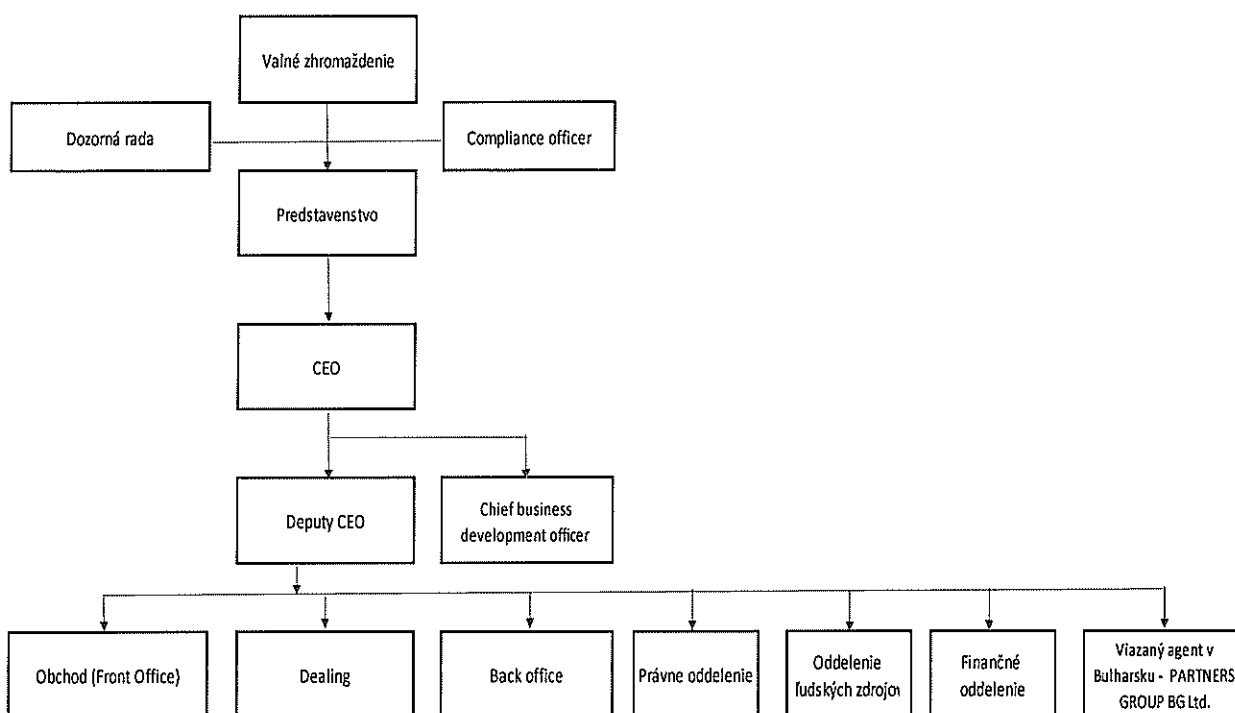 Valné zhromaždenie
Dozorná rada
Compliance officer
Predstavenstvo
CEO
Deputy CEO
Chief business
development officer
Obchod (Front Office)
Dealing
Back office
Právne oddelenie
Oddelenie
ľudských zdrojov
Finančné
oddelenie
Viazaný agent v
Bulharsku - PARTNERS
GROUP BG Ltd.